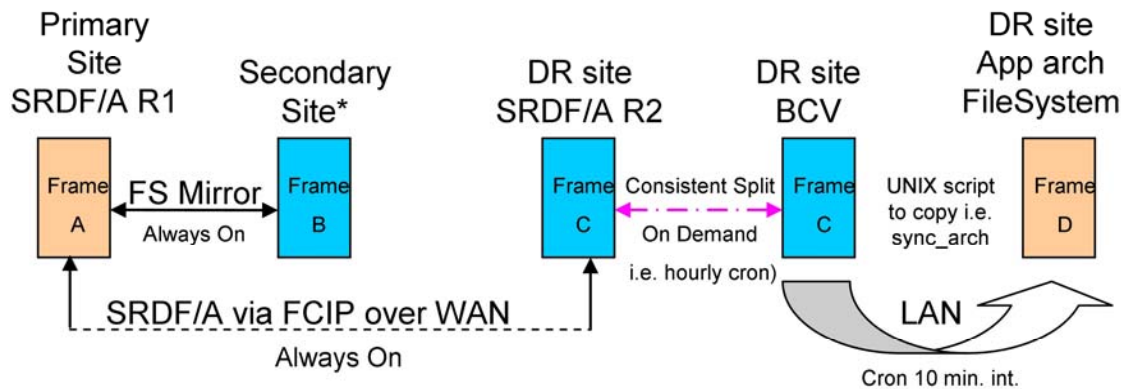 Primary
Site
SRDF/A R1
Secondary
Site*
DR site
SRDF/A R2
DR site
BCV
DR site
App arch
FileSystem
Frame
A
FS Mirror
Always On
Frame
B
Frame
C
Consistent Split
On Demand
i.e. hourly cron)
Frame
C
UNIX script
to copy i.e.
sync_arch
Frame
D
SRDF/A via FCIP over WAN
Always On
LAN
Cron 10 min. int.